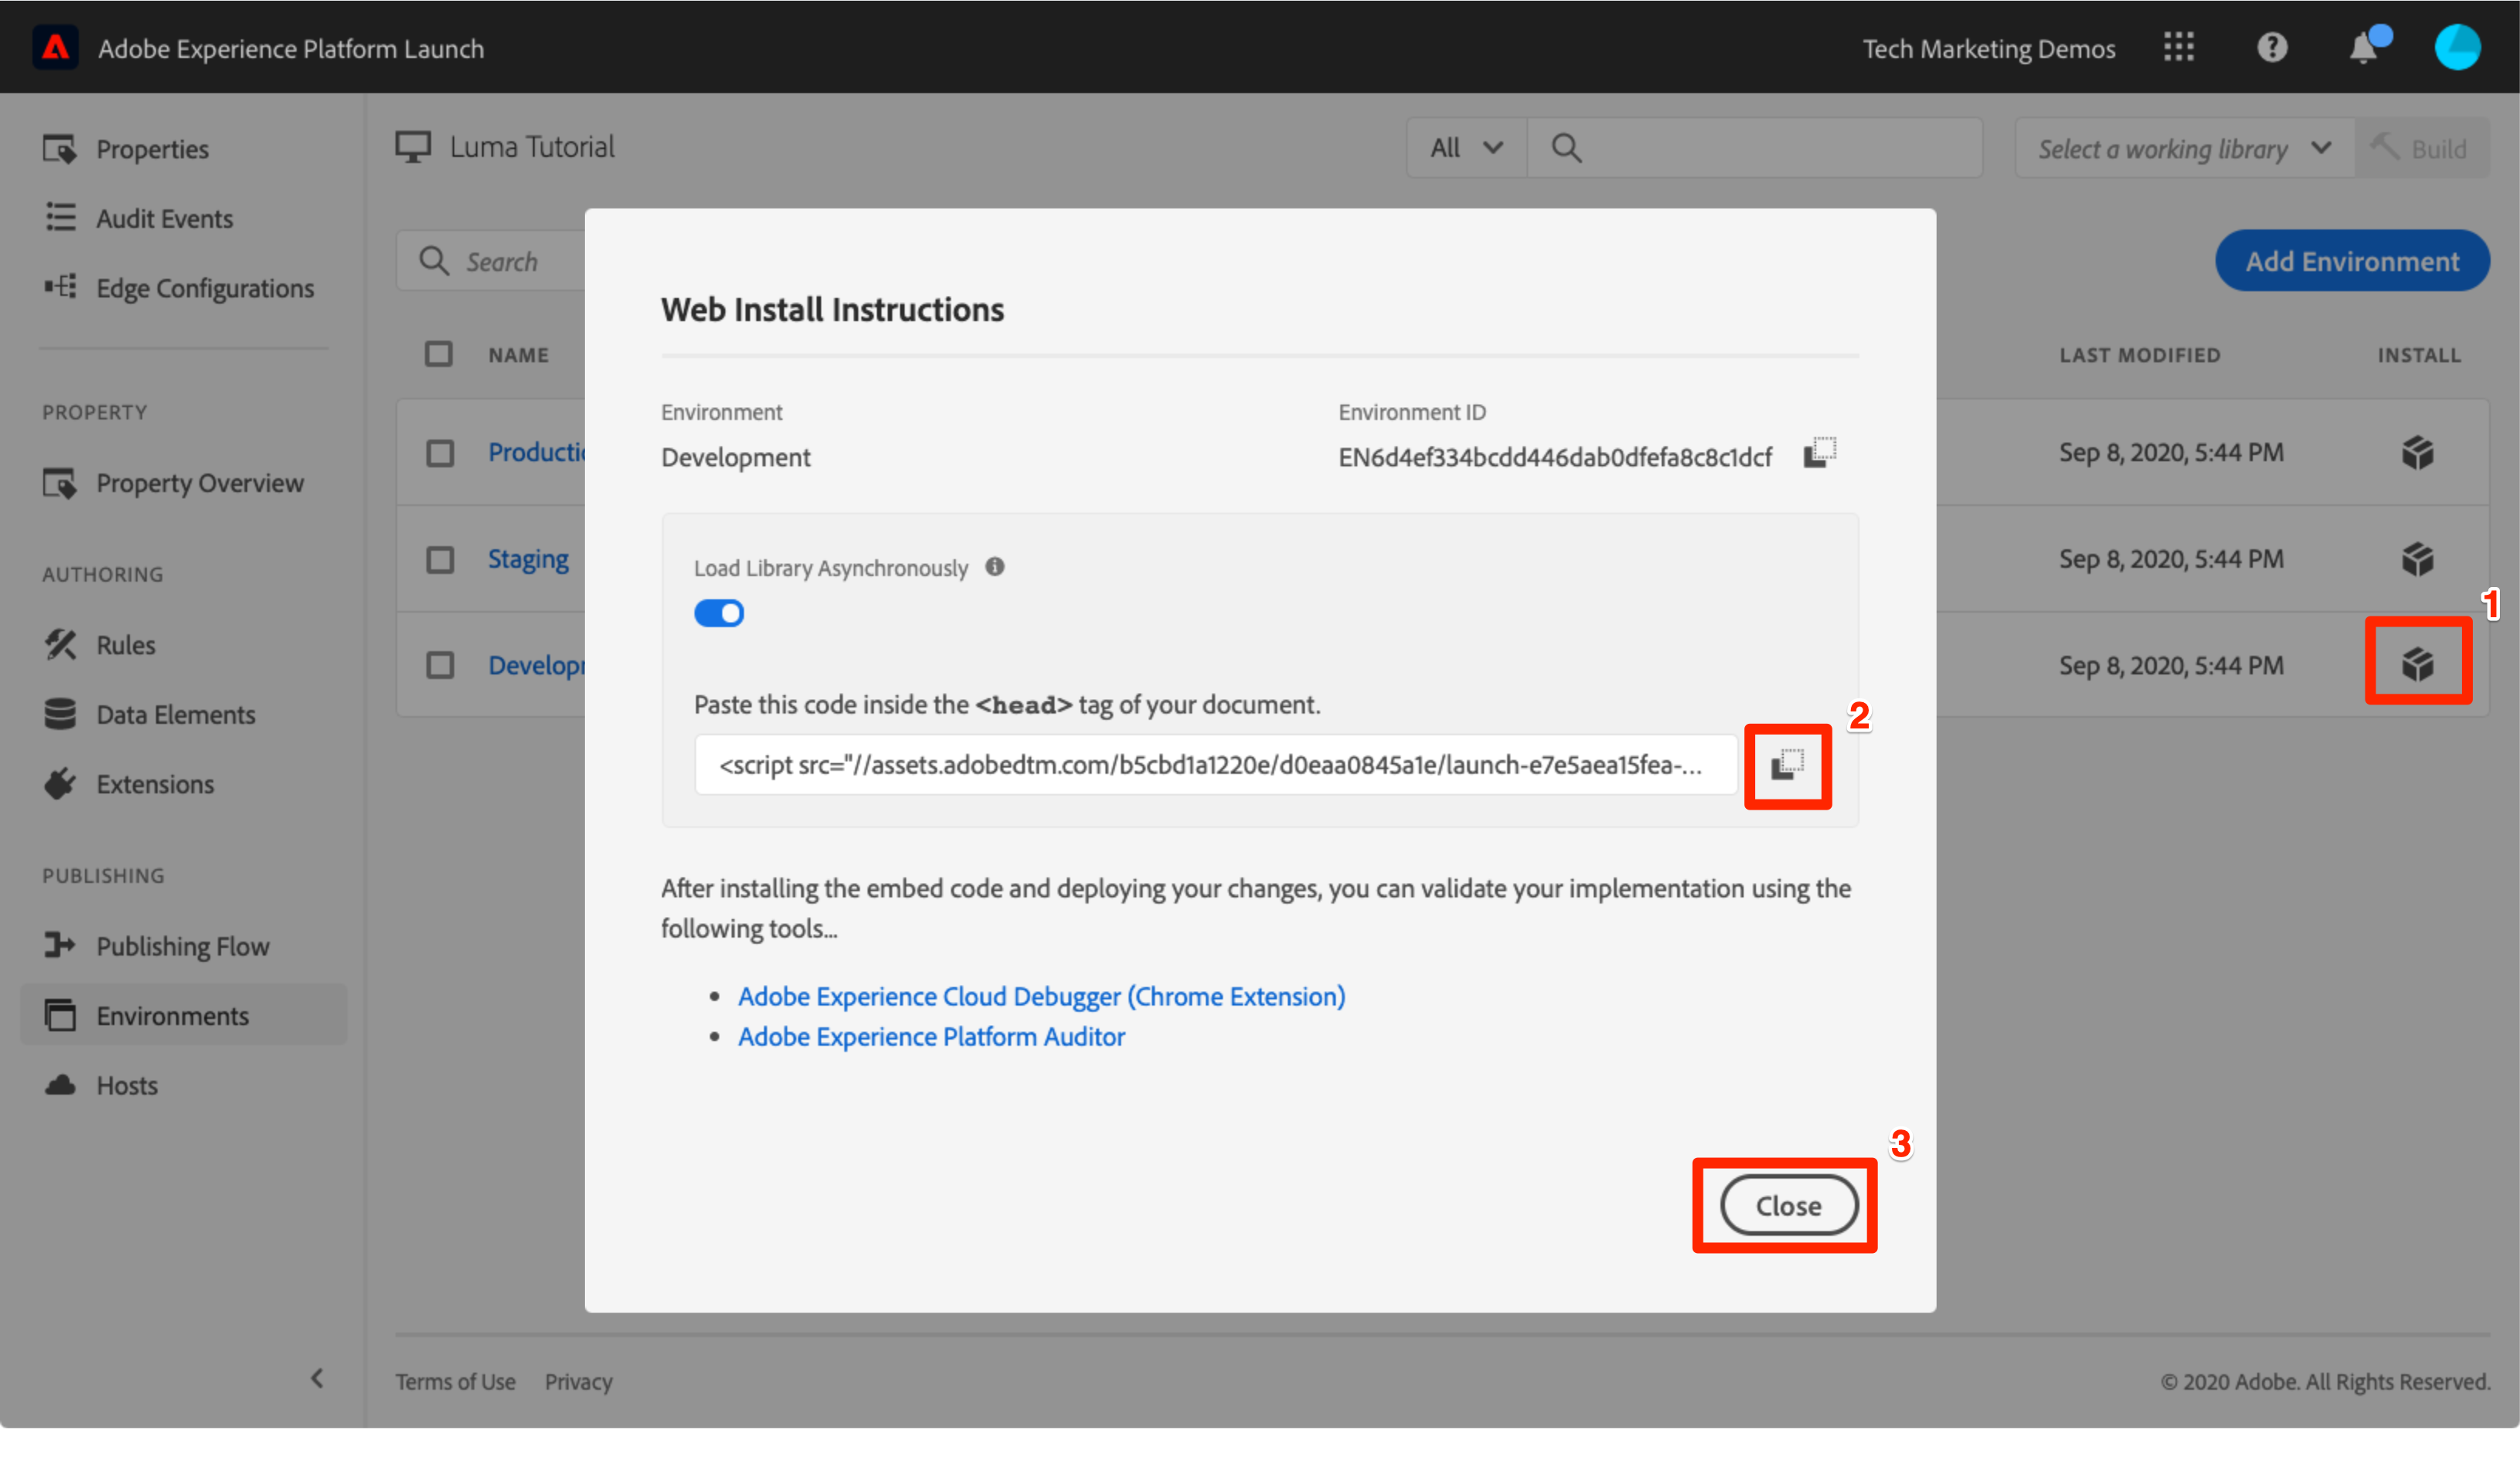 Adobe Experience Platform Launch
Tech Marketing Demos
Properties
Audit Events
Edge Configurations
PROPERTY
Property Overview
AUTHORING
Rules
Data Elements
Extensions
PUBLISHING
Publishing Flow
Environments
Hosts
Luma Tutorial
All
Select a working library
Build
Search
Add Environment
NAME
LAST MODIFIED
INSTALL
Producti
Sep 8, 2020, 5:44 PM
Staging
Sep 8, 2020, 5:44 PM
Develop
Sep 8, 2020, 5:44 PM
1
Web Install Instructions
Environment
Environment ID
Development
EN6d4ef334bcdd446dab0dfefa8c8c1dcf
Load Library Asynchronously
Paste this code inside the <head> tag of your document.
2
<script src="//assets.adobedtm.com/b5cbd1a1220e/d0eaa0845a1e/launch-e7e5aea15fea-...
After installing the embed code and deploying your changes, you can validate your implementation using the
following tools...
• Adobe Experience Cloud Debugger (Chrome Extension)
• Adobe Experience Platform Auditor
3
Close
Terms of Use Privacy
© 2020 Adobe. All Rights Reserved.